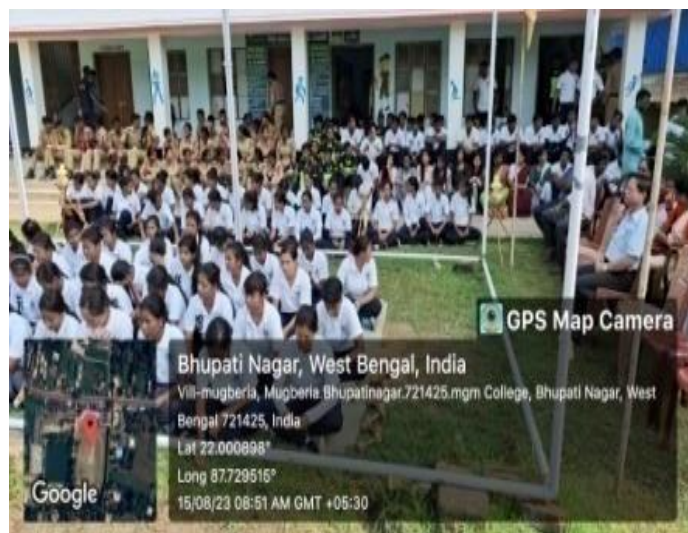 GPS Map Camera
Bhupati Nagar, West Bengal, India
Vill-mugberia, Mugberia.Bhupatinagar.721425.mgm College, Bhupati Nagar, West
Bengal 721425, India
Lat 22.000898°
Long 87.729515°
15/08/23 08:51 AM GMT +05:30
Google